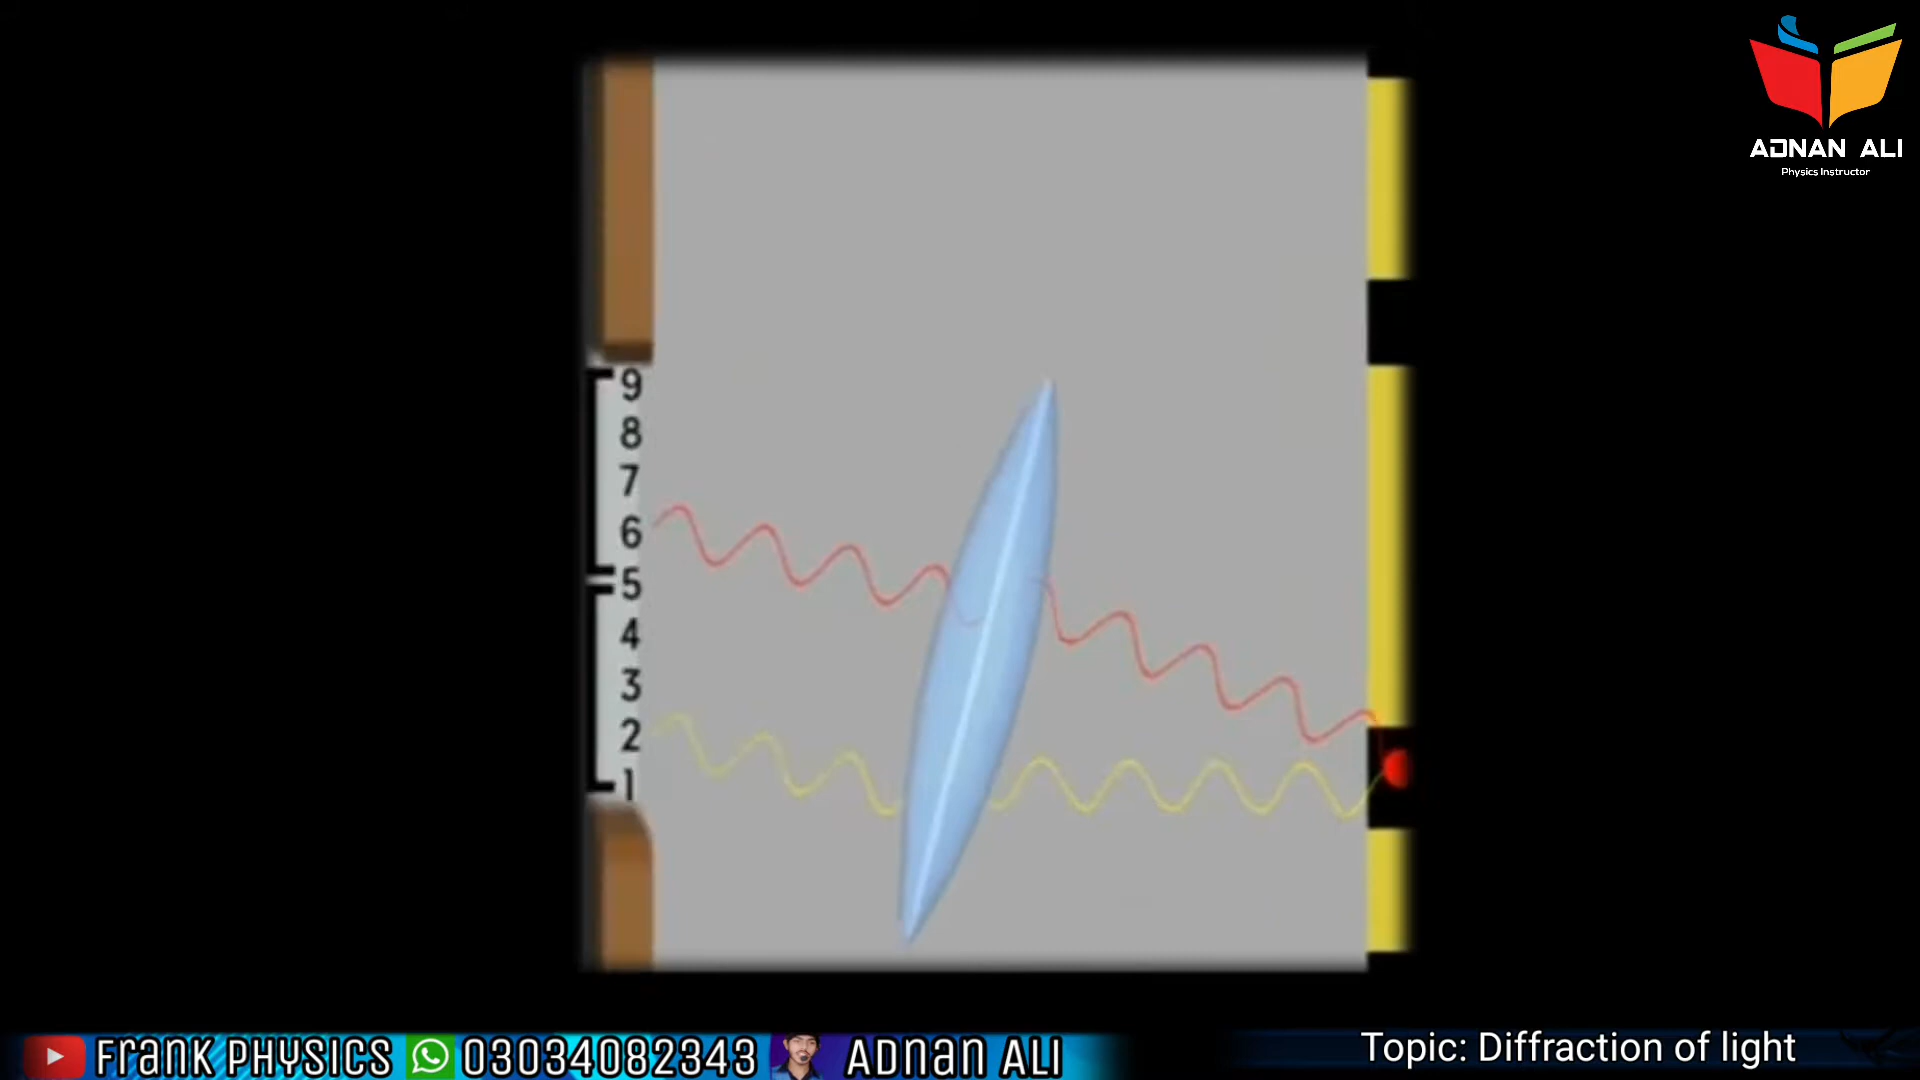 ADNAN ALI
Physics Instructor
9
8
7
6
5
4
3
2
1
Frank PHYSICS 03034082343 Adnan ALI
Topic: Diffraction of light